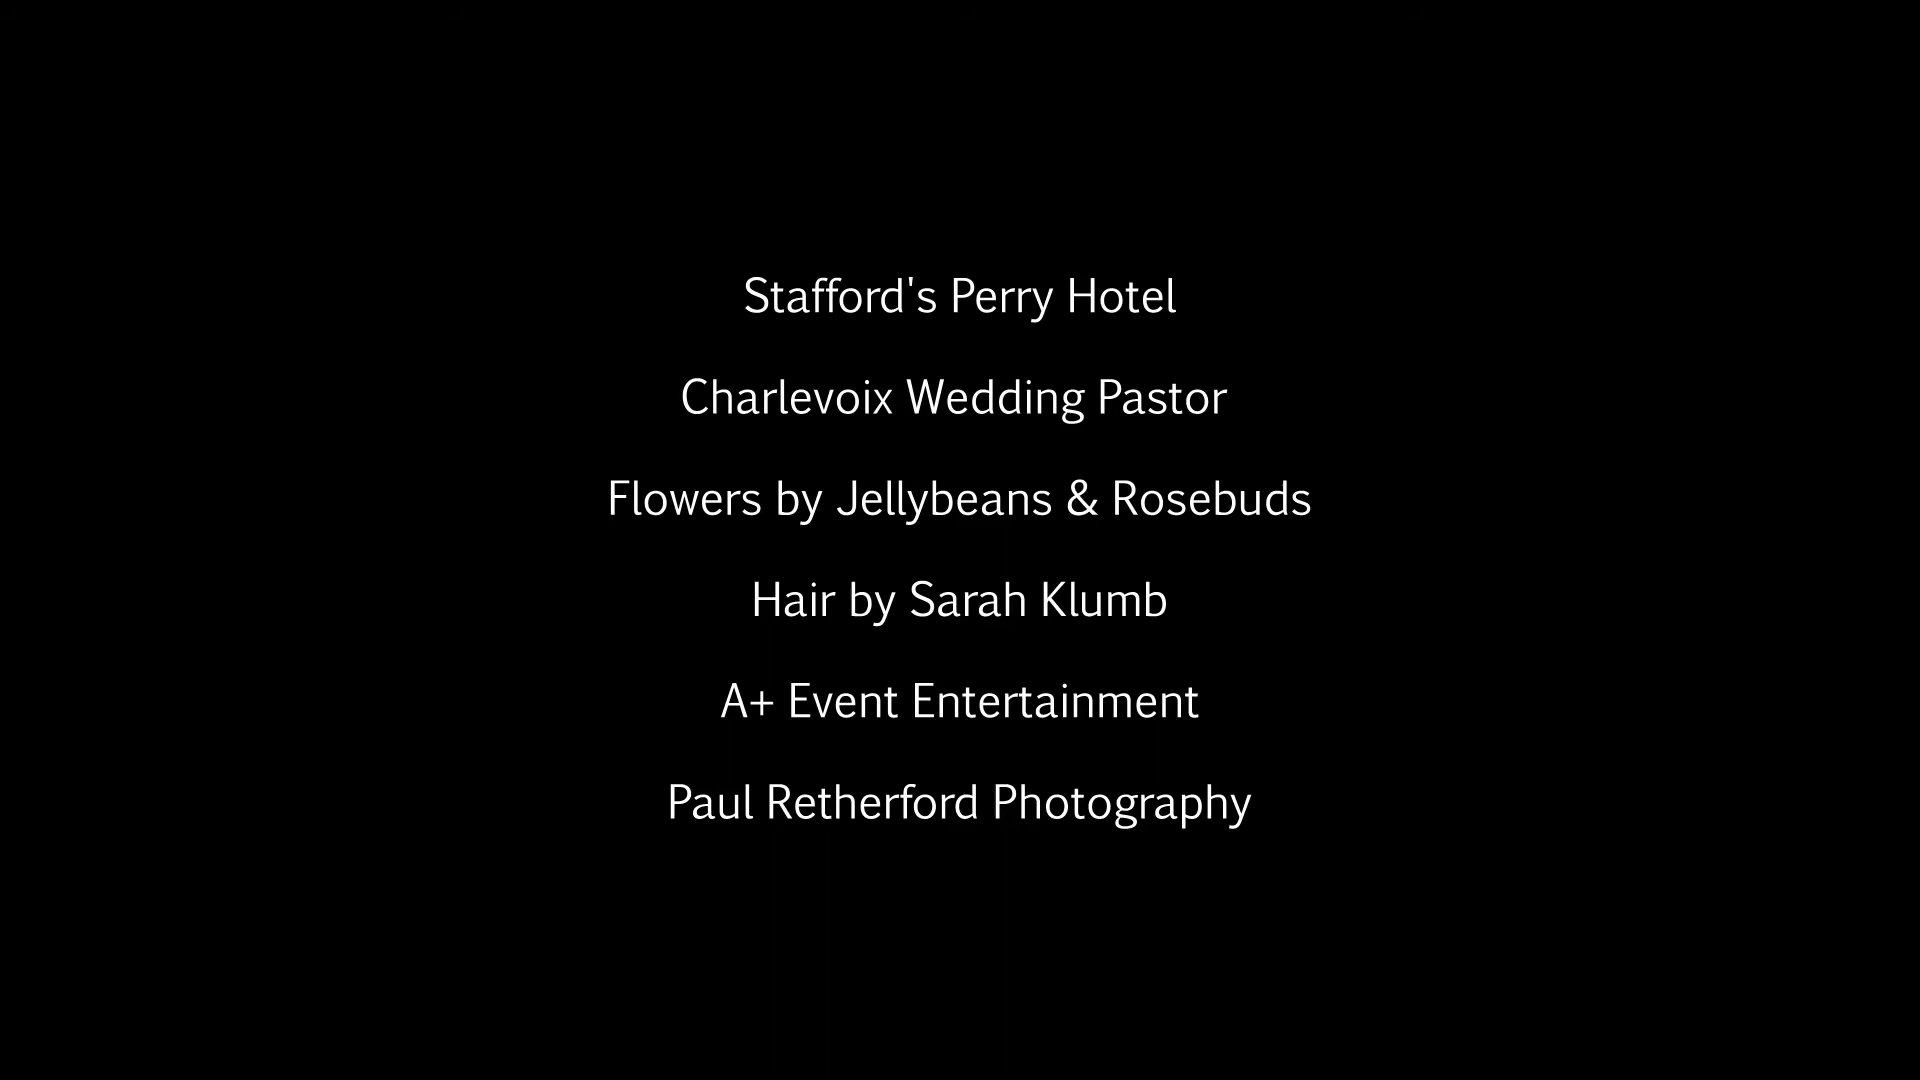 Stafford's Perry Hotel
Charlevoix Wedding Pastor
Flowers by Jellybeans & Rosebuds
Hair by Sarah Klumb
A+ Event Entertainment
Paul Retherford Photography